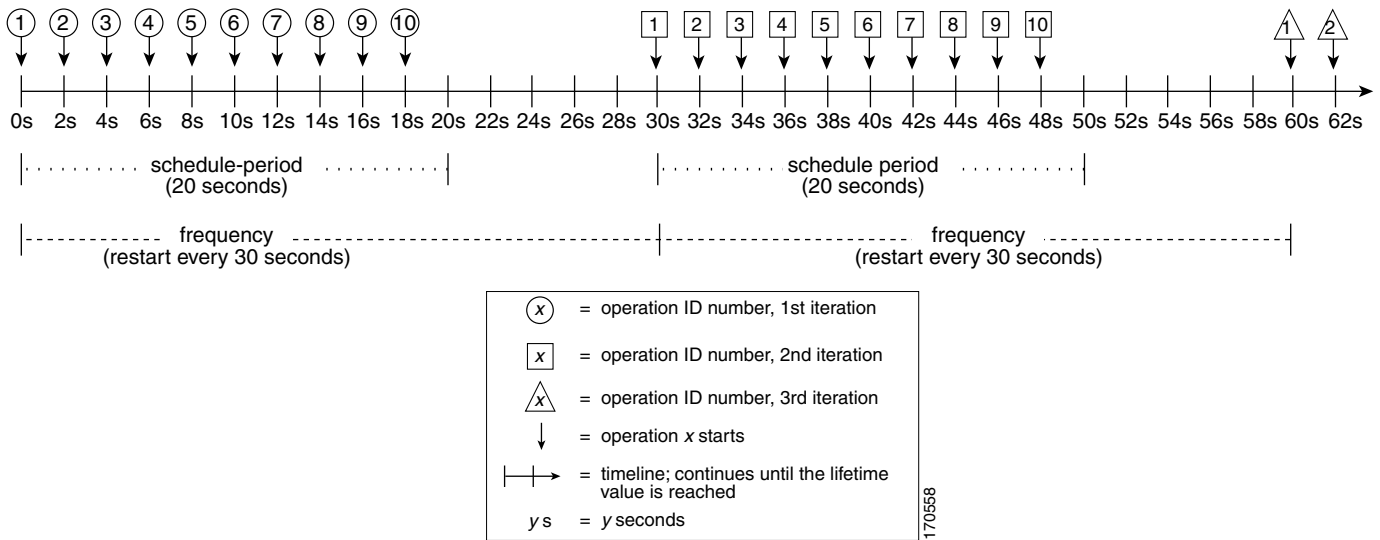 1 2 3 4 5 6 7 8 9 10 1 2 3 4 5 6 7 8 9 10 1 2
0s 2s 4s 6s 8s 10s 12s 14s 16s 18s 20s 22s 24s 26s 28s 30s 32s 34s 36s 38s 40s 42s 44s 46s 48s 50s 52s 54s 56s 58s 60s 62s
schedule-period
(20 seconds)
schedule period
(20 seconds)
frequency
(restart every 30 seconds)
frequency
(restart every 30 seconds)
x = operation ID number, 1st iteration
x = operation ID number, 2nd iteration
x = operation ID number, 3rd iteration
= operation x starts
= timeline; continues until the lifetime
value is reached
y s = y seconds
170558